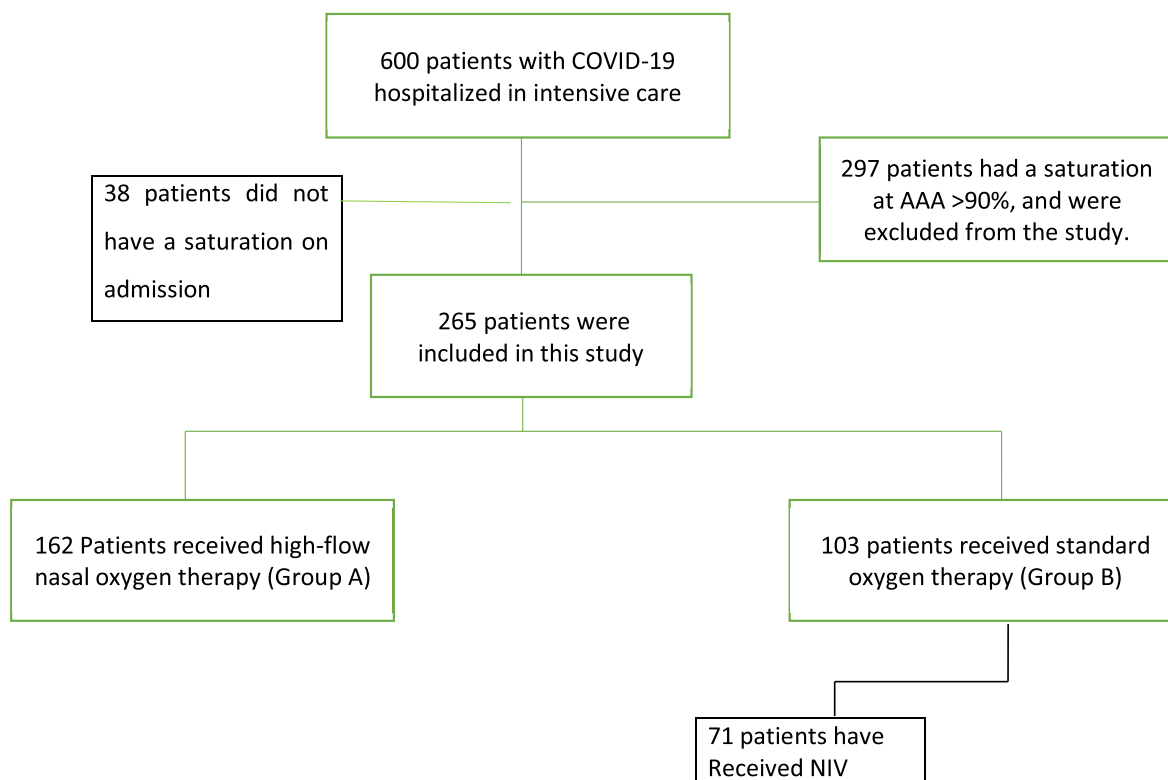 600 patients with COVID-19
hospitalized in intensive care
38 patients did not
have a saturation on
admission
297 patients had a saturation
at AAA >90%, and were
excluded from the study.
265 patients were
included in this study
162 Patients received high-flow
nasal oxygen therapy (Group A)
103 patients received standard
oxygen therapy (Group B)
71 patients have
Received NIV